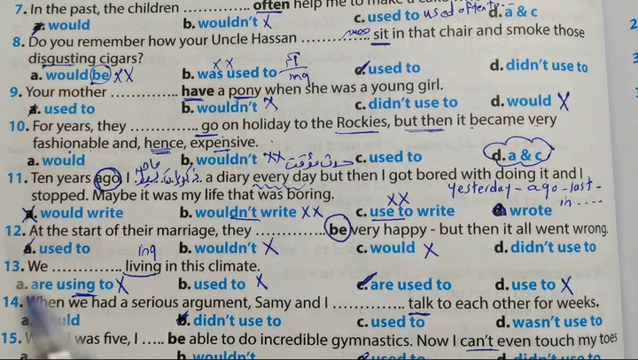 7. In the past, the children ............ often help me to make a
a. would b. wouldn't X c. used to used often d. a & c
8. Do you remember how your Uncle Hassan ............ sit in that chair and smoke those
disgusting cigars?
a. would be XX b. was used to ing c. used to d. didn't use to
9. Your mother ............ have a pony when she was a young girl.
a. used to b. wouldn't X c. didn't use to d. would X
10. For years, they ............ go on holiday to the Rockies, but then it became very
fashionable and, hence, expensive.
a. would b. wouldn't XX c. used to d. a & c
11. Ten years ago I ............ a diary every day but then I got bored with doing it and I
stopped. Maybe it was my life that was boring. yesterday - ago - last -
in ....
a. would write b. wouldn't write XX c. use to write XX d. wrote
12. At the start of their marriage, they ............ be very happy - but then it all went wrong.
a. used to b. wouldn't X c. would X d. didn't use to
ing
13. We ............ living in this climate.
a. are using to X b. used to X c. are used to d. use to X
14. When we had a serious argument, Samy and I ............ talk to each other for weeks.
b. didn't use to c. used to d. wasn't use to
15. I was five, I ..... be able to do incredible gymnastics. Now I can't even touch my toes
b. wouldn't